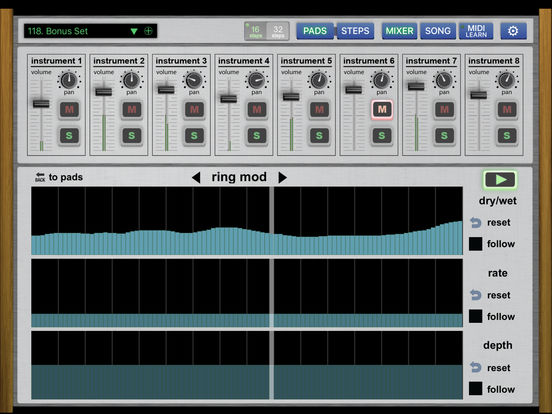 118. Bonus Set
16 steps 32 steps PADS STEPS MIXER SONG MIDI LEARN
instrument 1 instrument 2 instrument 3 instrument 4 instrument 5 instrument 6 instrument 7 instrument 8
volume volume volume volume volume volume volume volume
pan pan pan pan pan pan pan pan
M M M M M M M M
S S S S S S S S
BACK to pads ring mod
dry/wet
reset
follow
rate
reset
follow
depth
reset
follow